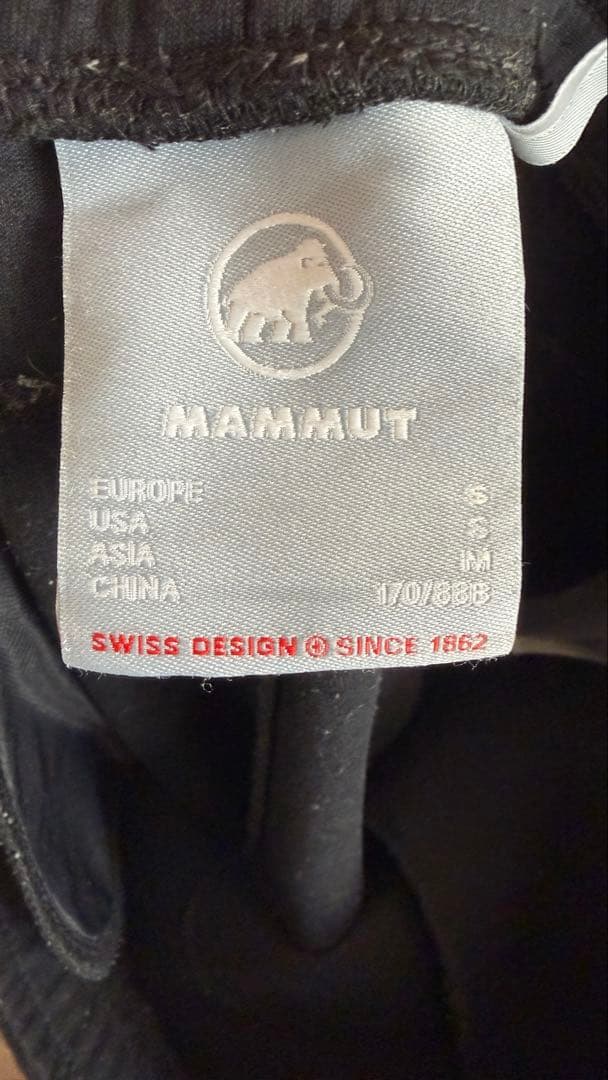 MAMMUT
EUROPE S
USA S
ASIA M
CHINA 170/88B
SWISS DESIGN SINCE 1862